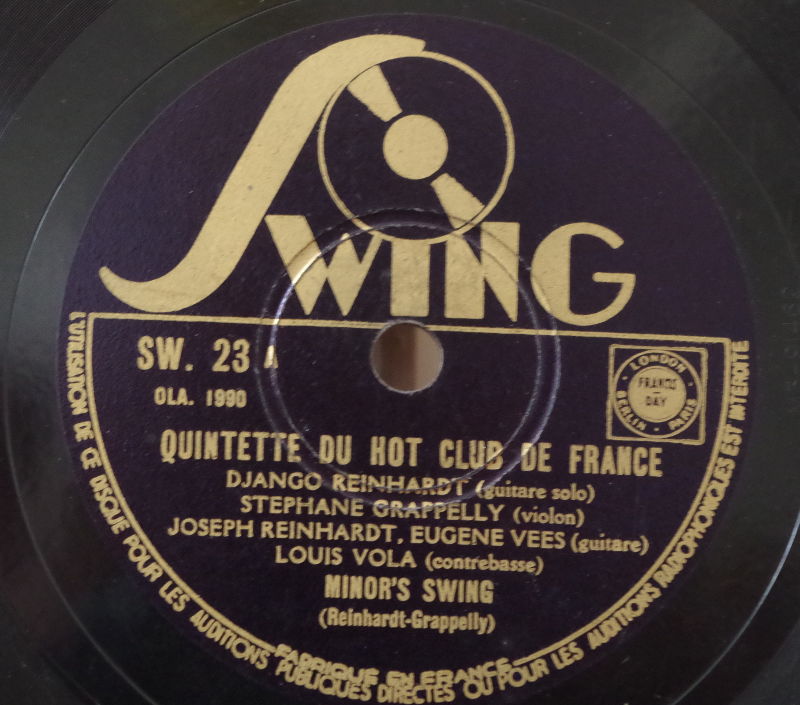 SWING
SW. 23 A
OLA. 1990
LONDON
FRANCIS
DAY
BERLIN - PARIS
QUINTETTE DU HOT CLUB DE FRANCE
DJANGO REINHARDT (guitare solo)
STEPHANE GRAPPELLY (violon)
JOSEPH REINHARDT, EUGENE VEES (guitare)
LOUIS VOLA (contrebasse)
MINOR'S SWING
(Reinhardt-Grappelly)
FABRIQUÉ EN FRANCE
L'UTILISATION DE CE DISQUE POUR LES AUDITIONS PUBLIQUES DIRECTES OU POUR LES AUDITIONS RADIOPHONIQUES EST INTERDITE